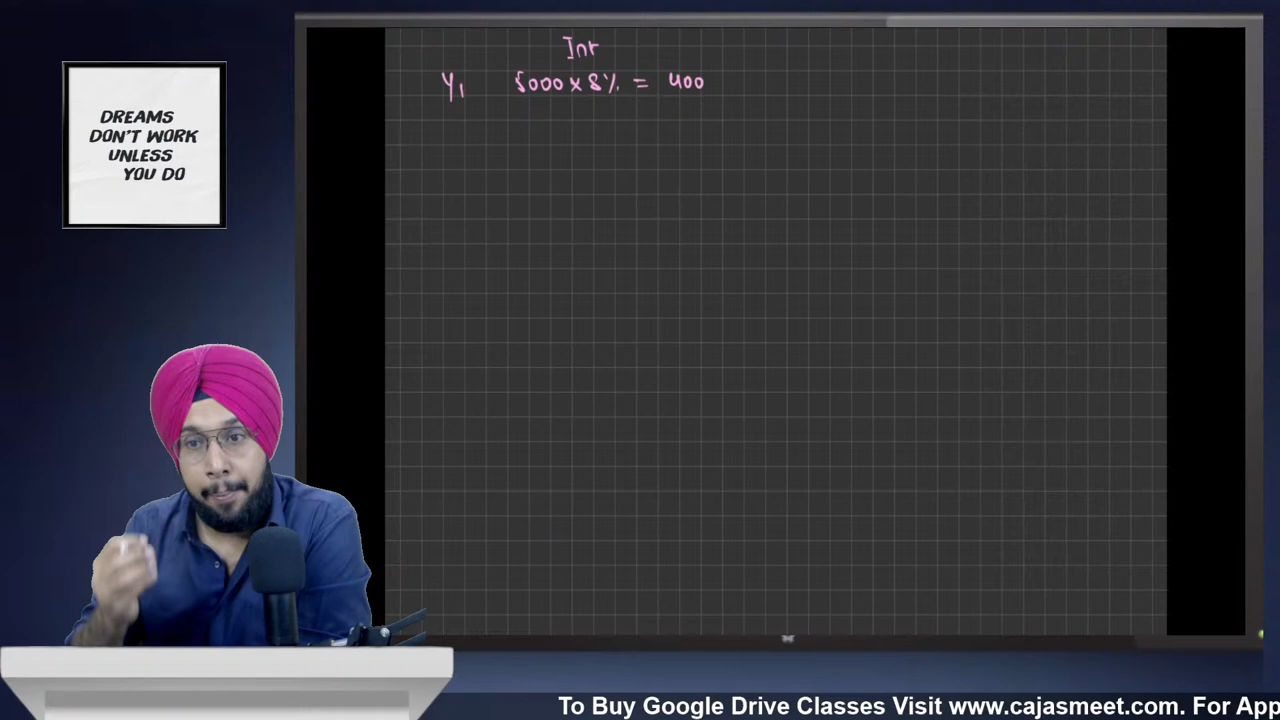 DREAMS
DON'T WORK
UNLESS
YOU DO
Int
Y1 5000 x 8% = 400
To Buy Google Drive Classes Visit www.cajasmeet.com. For App